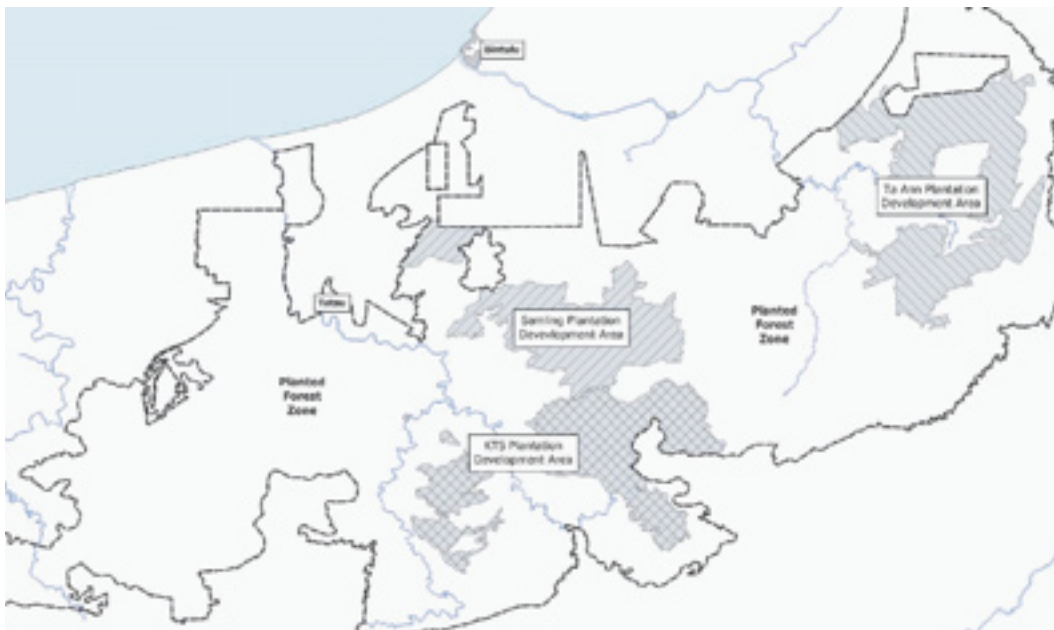 Bintulu
Ta Ann Plantation
Development Area
Tatau
Samling Plantation
Development Area
Planted
Forest
Zone
Planted
Forest
Zone
KTS Plantation
Development Area